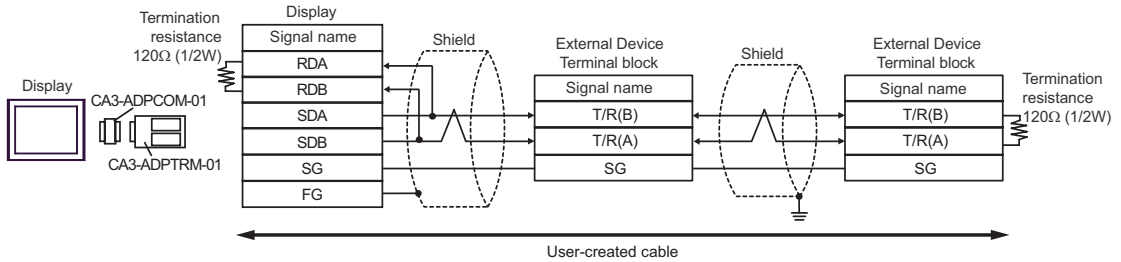 Display
CA3-ADPCOM-01
CA3-ADPTRM-01
Termination
resistance
120Ω (1/2W)
Display
Signal name
RDA
RDB
SDA
SDB
SG
FG
Shield
External Device
Terminal block
Signal name
T/R(B)
T/R(A)
SG
Shield
External Device
Terminal block
Signal name
T/R(B)
T/R(A)
SG
Termination
resistance
120Ω (1/2W)
User-created cable